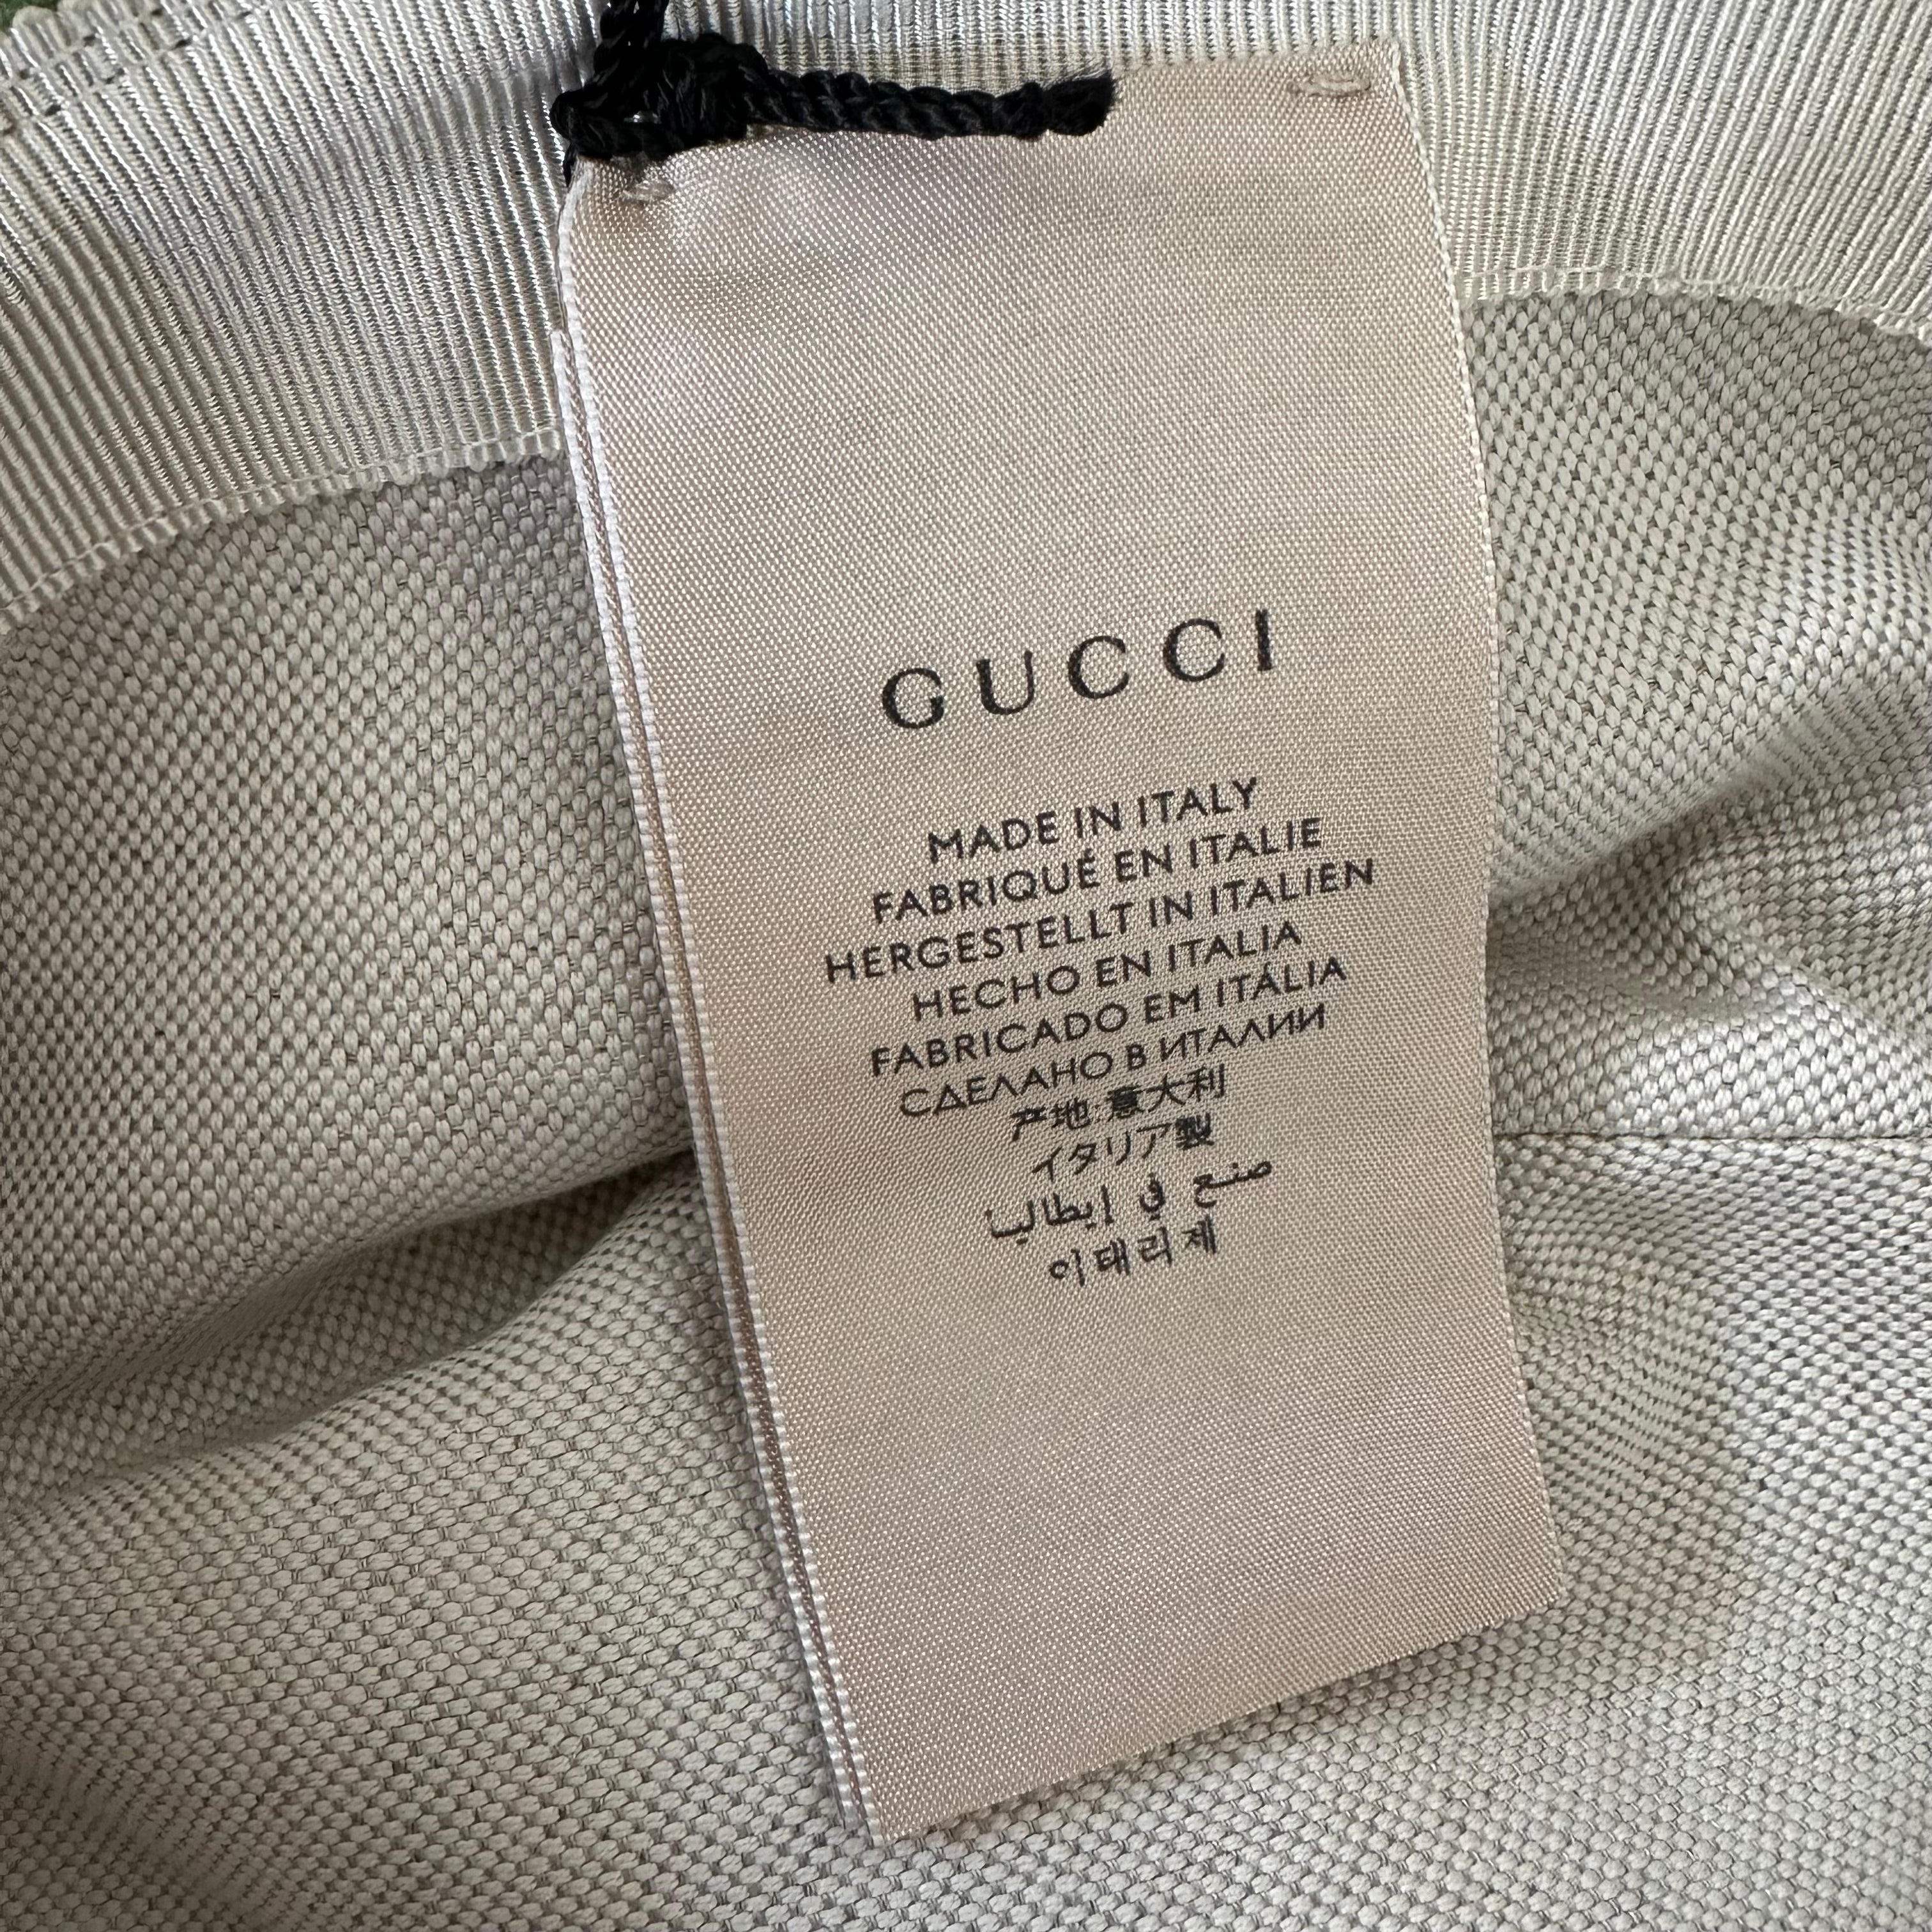 GUCCI
MADE IN ITALY
FABRIQUÉ EN ITALIE
HERGESTELLT IN ITALIEN
HECHO EN ITALIA
FABRICADO EM ITÁLIA
СДЕЛАНО В ИТАЛИИ
产地:意大利
イタリア製
صنع في إيطاليا
이태리제